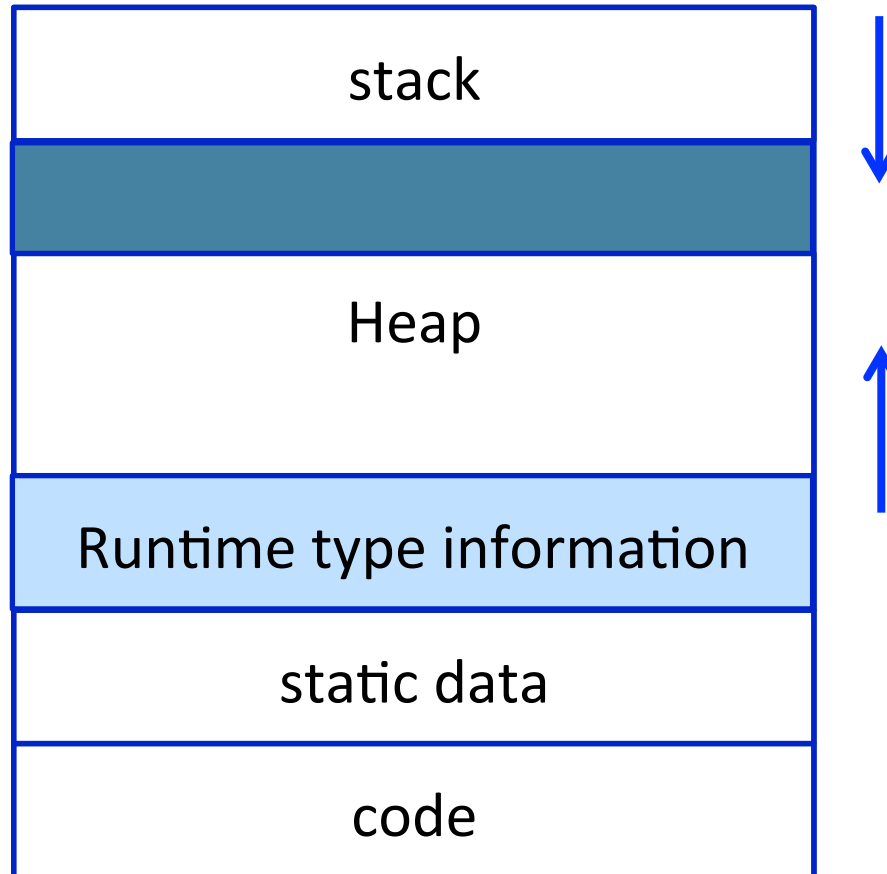 stack
Heap
Runtime type information
static data
code